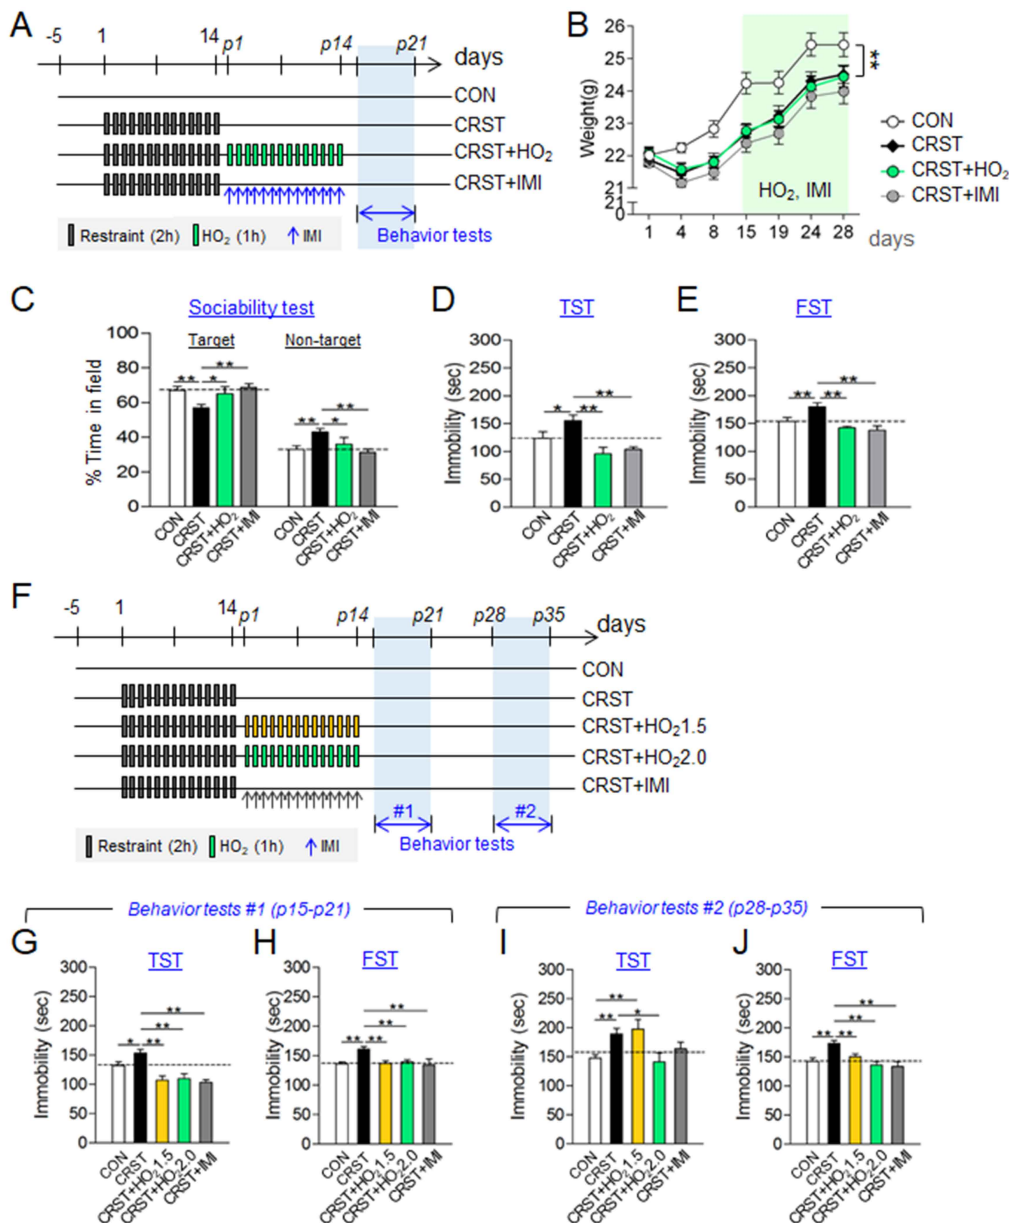 A
-5 1 14 p1 p14 p21 days
CON
CRST
CRST+HO₂
CRST+IMI
Restraint (2h) HO₂ (1h) IMI
Behavior tests
B
Weight(g)
26
25
24
23
22
21
21
0
1 4 8 15 19 24 28 days
HO₂, IMI
**
CON
CRST
CRST+HO₂
CRST+IMI
C
Sociability test
Target Non-target
% Time in field
100
80
60
40
20
0
** * **
** * **
CON CRST CRST+HO₂ CRST+IMI CON CRST CRST+HO₂ CRST+IMI
D
TST
Immobility (sec)
300
250
200
150
100
50
0
* ** **
CON CRST CRST+HO₂ CRST+IMI
E
FST
Immobility (sec)
300
250
200
150
100
50
0
** ** **
CON CRST CRST+HO₂ CRST+IMI
F
-5 1 14 p1 p14 p21 p28 p35 days
CON
CRST
CRST+HO₂1.5
CRST+HO₂2.0
CRST+IMI
#1 #2
Restraint (2h) HO₂ (1h) IMI
Behavior tests
Behavior tests #1 (p15-p21)
Behavior tests #2 (p28-p35)
G
TST
Immobility (sec)
300
250
200
150
100
50
0
* ** ** **
CON CRST CRST+HO₂1.5 CRST+HO₂2.0 CRST+IMI
H
FST
Immobility (sec)
300
250
200
150
100
50
0
** ** ** **
CON CRST CRST+HO₂1.5 CRST+HO₂2.0 CRST+IMI
I
TST
Immobility (sec)
300
250
200
150
100
50
0
** ** *
CON CRST CRST+HO₂1.5 CRST+HO₂2.0 CRST+IMI
J
FST
Immobility (sec)
300
250
200
150
100
50
0
** ** ** **
CON CRST CRST+HO₂1.5 CRST+HO₂2.0 CRST+IMI